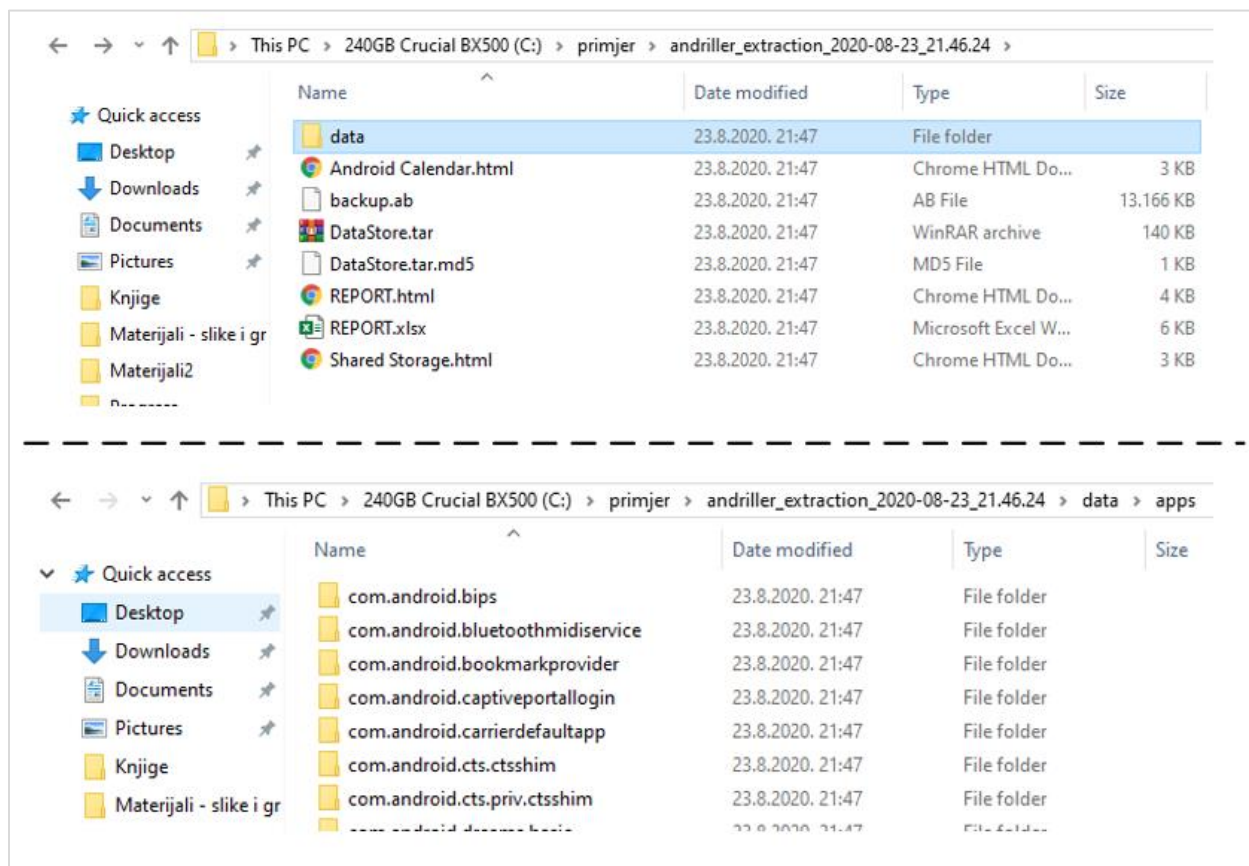 This PC > 240GB Crucial BX500 (C:) > primjer > andriller_extraction_2020-08-23_21.46.24 >
Name Date modified Type Size
Quick access
data 23.8.2020. 21:47 File folder
Desktop
Android Calendar.html 23.8.2020. 21:47 Chrome HTML Do... 3 KB
Downloads
backup.ab 23.8.2020. 21:47 AB File 13.166 KB
Documents
DataStore.tar 23.8.2020. 21:47 WinRAR archive 140 KB
Pictures
DataStore.tar.md5 23.8.2020. 21:47 MD5 File 1 KB
Knjige
REPORT.html 23.8.2020. 21:47 Chrome HTML Do... 4 KB
Materijali - slike i gr
REPORT.xlsx 23.8.2020. 21:47 Microsoft Excel W... 6 KB
Materijali2
Shared Storage.html 23.8.2020. 21:47 Chrome HTML Do... 3 KB
This PC > 240GB Crucial BX500 (C:) > primjer > andriller_extraction_2020-08-23_21.46.24 > data > apps
Name Date modified Type Size
Quick access
com.android.bips 23.8.2020. 21:47 File folder
Desktop
com.android.bluetoothmidiservice 23.8.2020. 21:47 File folder
Downloads
com.android.bookmarkprovider 23.8.2020. 21:47 File folder
Documents
com.android.captiveportallogin 23.8.2020. 21:47 File folder
Pictures
com.android.carrierdefaultapp 23.8.2020. 21:47 File folder
Knjige
com.android.cts.ctsshim 23.8.2020. 21:47 File folder
Materijali - slike i gr
com.android.cts.priv.ctsshim 23.8.2020. 21:47 File folder